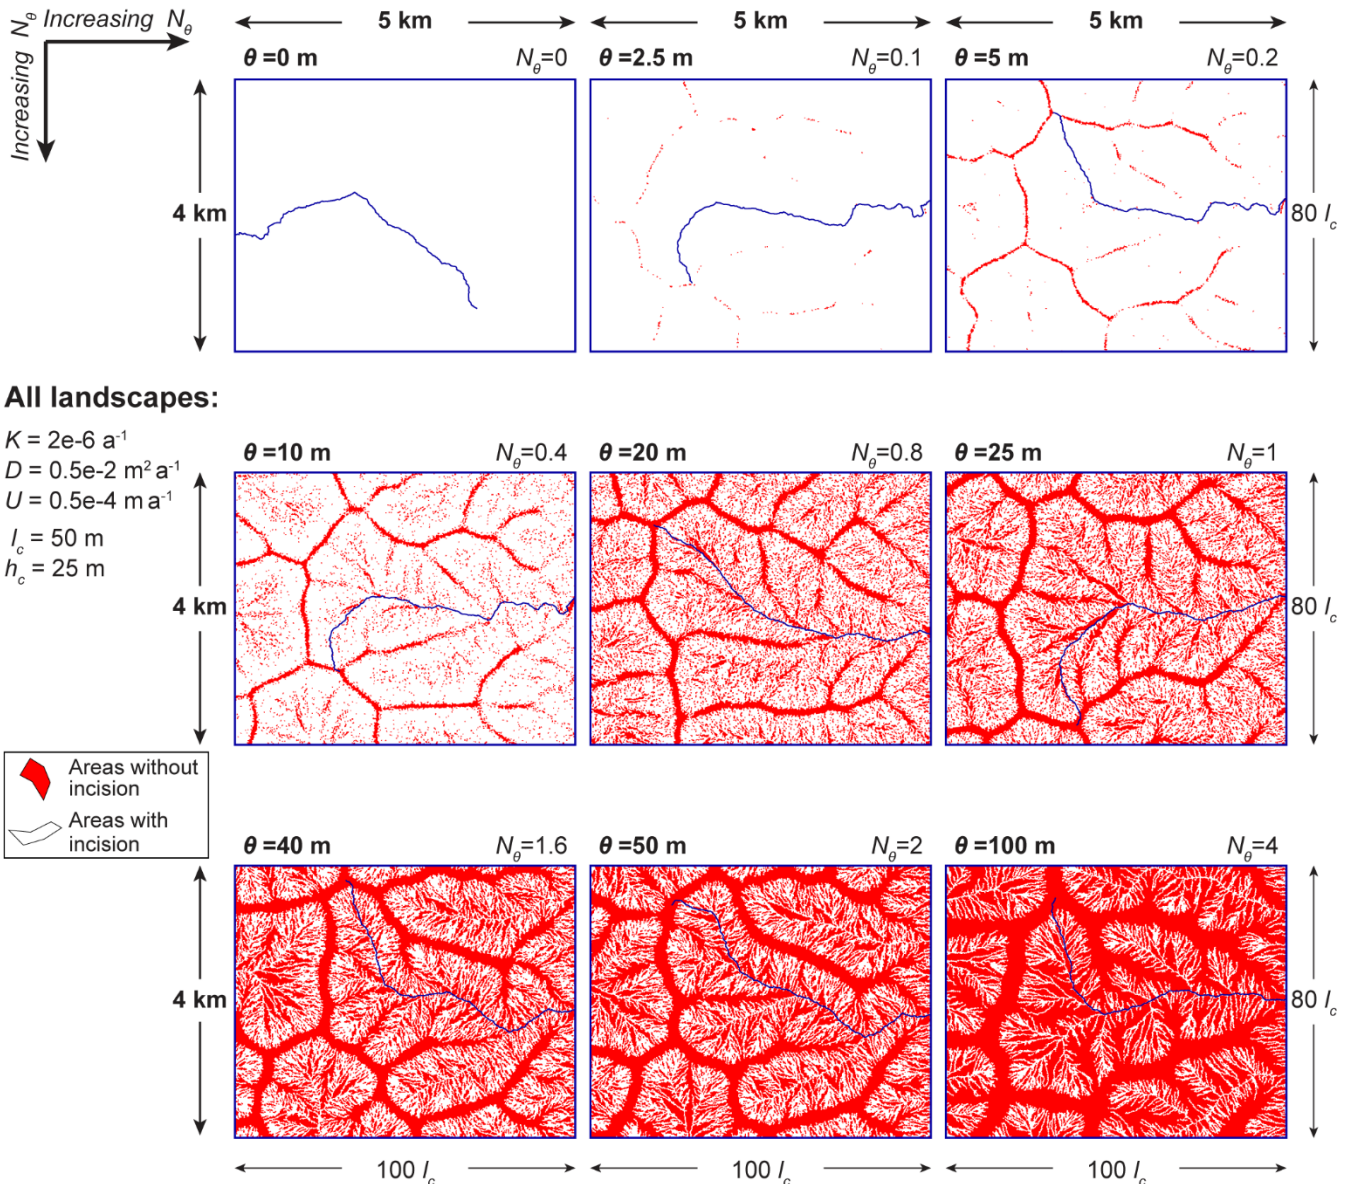 Increasing N_θ
Increasing N_θ
5 km
5 km
5 km
θ =0 m N_θ=0
θ =2.5 m N_θ=0.1
θ =5 m N_θ=0.2
4 km
80 l_c
All landscapes:
K = 2e-6 a⁻¹
D = 0.5e-2 m² a⁻¹
U = 0.5e-4 m a⁻¹
l_c = 50 m
h_c = 25 m
θ =10 m N_θ=0.4
θ =20 m N_θ=0.8
θ =25 m N_θ=1
4 km
80 l_c
Areas without
incision
Areas with
incision
θ =40 m N_θ=1.6
θ =50 m N_θ=2
θ =100 m N_θ=4
4 km
80 l_c
100 l_c
100 l_c
100 l_c